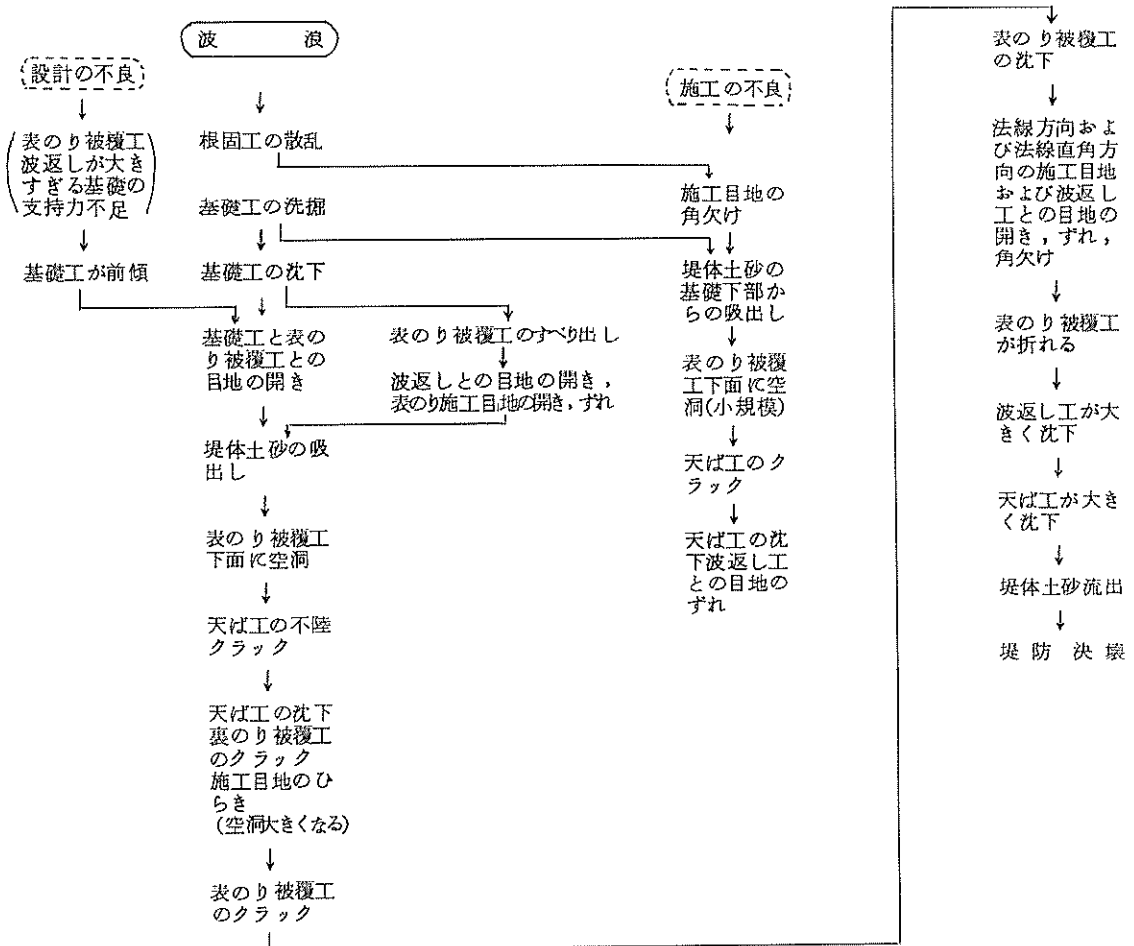 波浪
設計の不良
表のり被覆工
波返しが大き
すぎる基礎の
支持力不足
基礎工が前傾
根固工の散乱
基礎工の洗掘
基礎工の沈下
基礎工と表の
り被覆工との
目地の開き
表のり被覆工のすべり出し
波返しとの目地の開き,
表のり施工目地の開き,ずれ
堤体土砂の吸
出し
表のり被覆工
下面に空洞
天ば工の不陸
クラック
天ば工の沈下
裏のり被覆工
のクラック
施工目地のひ
らき
(空洞大きくなる)
表のり被覆工
のクラック
施工の不良
施工目地の
角欠け
堤体土砂の
基礎下部か
らの吸出し
表のり被覆
工下面に空
洞(小規模)
天ば工のク
ラック
天ば工の沈
下波返し工
との目地の
ずれ
表のり被覆工
の沈下
法線方向およ
び法線直角方
向の施工目地
および波返し
工との目地の
開き,ずれ,
角欠け
表のり被覆工
が折れる
波返し工が大
きく沈下
天ば工が大き
く沈下
堤体土砂流出
堤防決壊